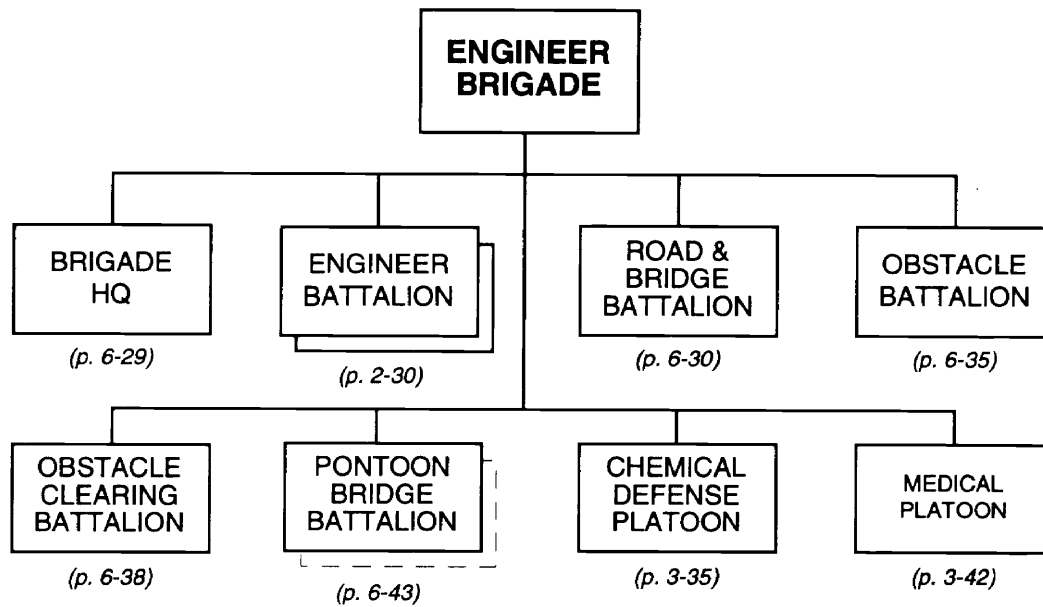 ENGINEER
BRIGADE
BRIGADE
HQ
(p. 6-29)
ENGINEER
BATTALION
(p. 2-30)
ROAD &
BRIDGE
BATTALION
(p. 6-30)
OBSTACLE
BATTALION
(p. 6-35)
OBSTACLE
CLEARING
BATTALION
(p. 6-38)
PONTOON
BRIDGE
BATTALION
(p. 6-43)
CHEMICAL
DEFENSE
PLATOON
(p. 3-35)
MEDICAL
PLATOON
(p. 3-42)